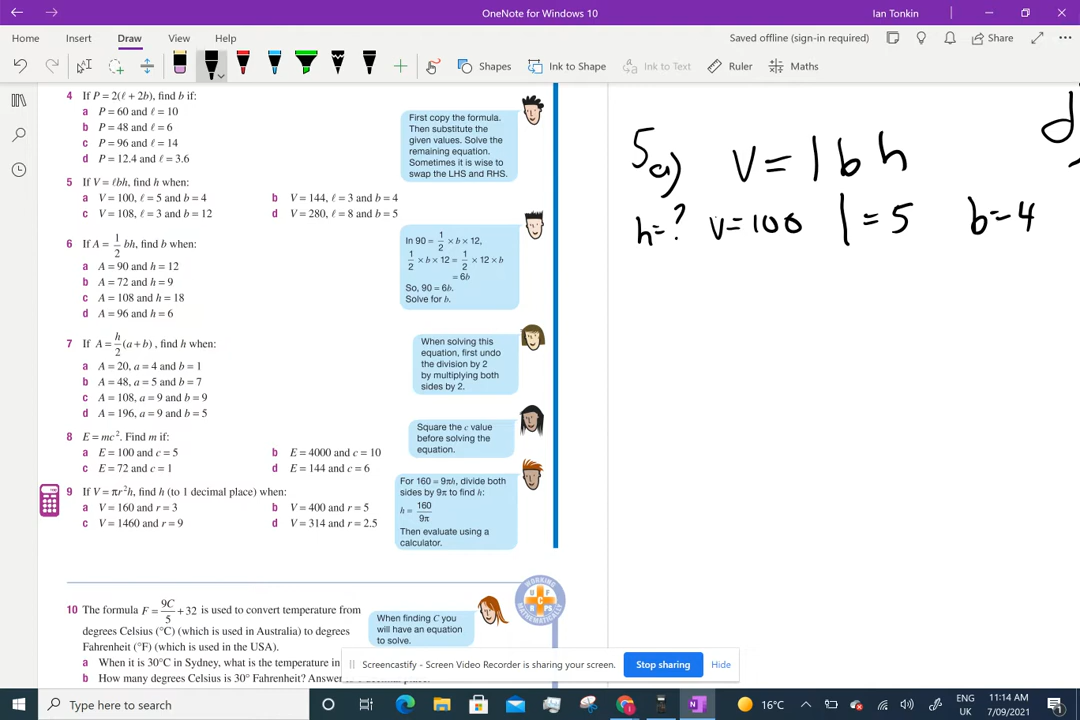 OneNote for Windows 10
Ian Tonkin
Home Insert Draw View Help
Saved offline (sign-in required)
Share
Shapes Ink to Shape Ink to Text Ruler Maths
4 If P = 2(ℓ + 2b), find b if:
a P = 60 and ℓ = 10
b P = 48 and ℓ = 6
c P = 96 and ℓ = 14
d P = 12.4 and ℓ = 3.6
First copy the formula.
Then substitute the
given values. Solve the
remaining equation.
Sometimes it is wise to
swap the LHS and RHS.
5 If V = ℓbh, find h when:
a V = 100, ℓ = 5 and b = 4
b V = 144, ℓ = 3 and b = 4
c V = 108, ℓ = 3 and b = 12
d V = 280, ℓ = 8 and b = 5
6 If A = 1/2 bh, find b when:
a A = 90 and h = 12
b A = 72 and h = 9
c A = 108 and h = 18
d A = 96 and h = 6
In 90 = 1/2 × b × 12,
1/2 × b × 12 = 1/2 × 12 × b
= 6b
So, 90 = 6b.
Solve for b.
7 If A = h/2 (a + b), find h when:
a A = 20, a = 4 and b = 1
b A = 48, a = 5 and b = 7
c A = 108, a = 9 and b = 9
d A = 196, a = 9 and b = 5
When solving this
equation, first undo
the division by 2
by multiplying both
sides by 2.
8 E = mc². Find m if:
a E = 100 and c = 5
b E = 4000 and c = 10
c E = 72 and c = 1
d E = 144 and c = 6
Square the c value
before solving the
equation.
9 If V = πr²h, find h (to 1 decimal place) when:
a V = 160 and r = 3
b V = 400 and r = 5
c V = 1460 and r = 9
d V = 314 and r = 2.5
For 160 = 9πh, divide both
sides by 9π to find h:
h = 160/9π
Then evaluate using a
calculator.
WORKING
U F
C R
PS
MATHEMATICALLY
10 The formula F = 9C/5 + 32 is used to convert temperature from
degrees Celsius (°C) (which is used in Australia) to degrees
Fahrenheit (°F) (which is used in the USA).
a When it is 30°C in Sydney, what is the temperature in
b How many degrees Celsius is 30° Fahrenheit? Answer
When finding C you
will have an equation
to solve.
5a) V = l b h
h = ? V = 100 l = 5 b = 4
Screencastify - Screen Video Recorder is sharing your screen.
Stop sharing
Hide
Type here to search
16°C
ENG
UK
11:14 AM
7/09/2021